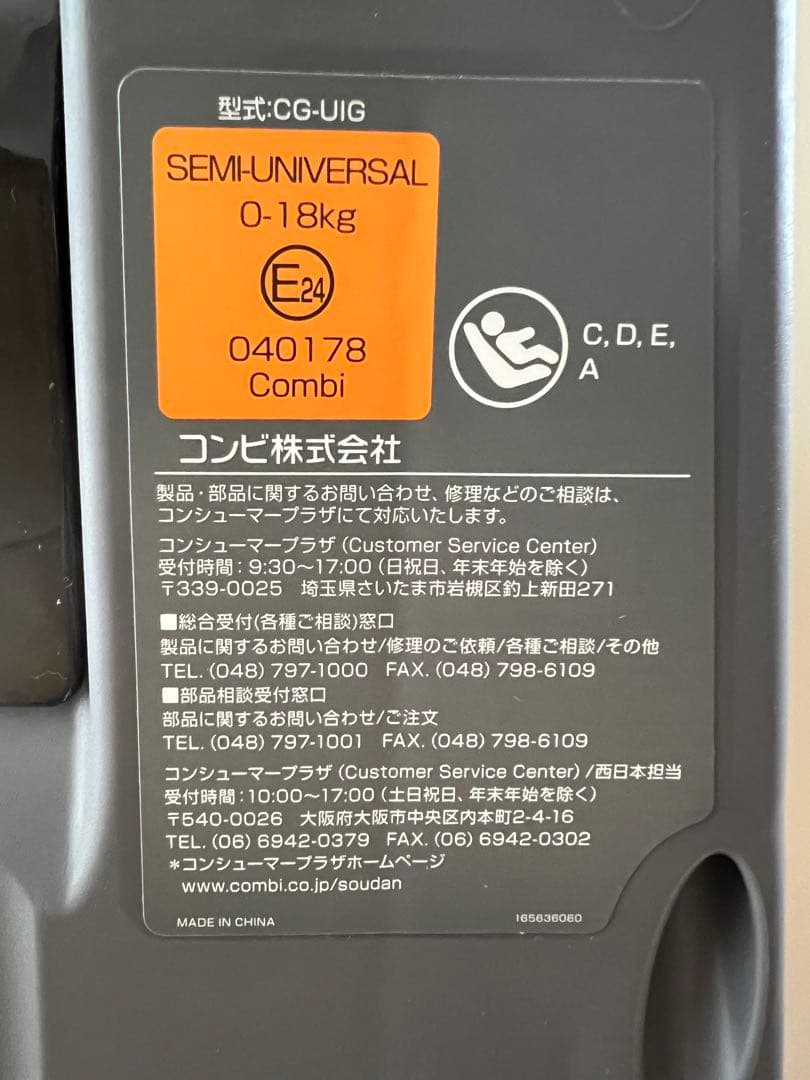 型式:CG-UIG
SEMI-UNIVERSAL
0-18kg
E24
040178
Combi
C, D, E,
A
コンビ株式会社
製品・部品に関するお問い合わせ、修理などのご相談は、
コンシューマープラザにて対応いたします。
コンシューマープラザ (Customer Service Center)
受付時間:9:30〜17:00 (日祝日、年末年始を除く)
〒339-0025 埼玉県さいたま市岩槻区釣上新田271
■総合受付(各種ご相談)窓口
製品に関するお問い合わせ/修理のご依頼/各種ご相談/その他
TEL. (048) 797-1000 FAX. (048) 798-6109
■部品相談受付窓口
部品に関するお問い合わせ/ご注文
TEL. (048) 797-1001 FAX. (048) 798-6109
コンシューマープラザ (Customer Service Center) /西日本担当
受付時間:10:00〜17:00 (土日祝日、年末年始を除く)
〒540-0026 大阪府大阪市中央区内本町2-4-16
TEL. (06) 6942-0379 FAX. (06) 6942-0302
*コンシューマープラザホームページ
www.combi.co.jp/soudan
MADE IN CHINA 165636060